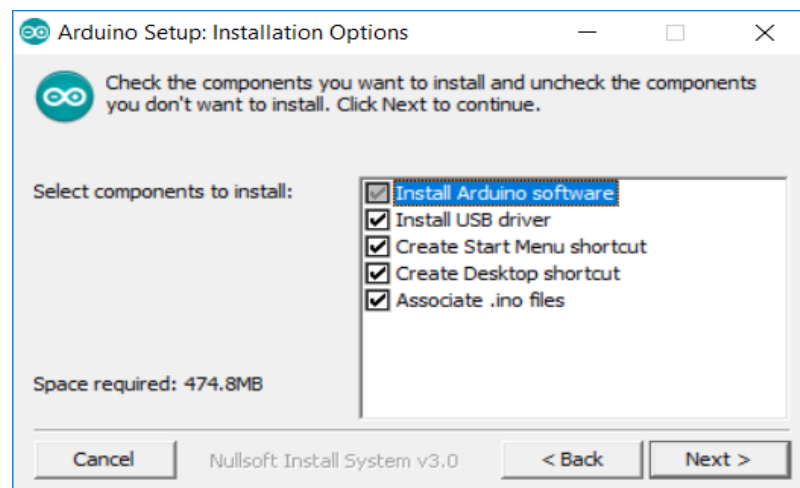 Arduino Setup: Installation Options
Check the components you want to install and uncheck the components
you don't want to install. Click Next to continue.
Select components to install:
Install Arduino software
Install USB driver
Create Start Menu shortcut
Create Desktop shortcut
Associate .ino files
Space required: 474.8MB
Cancel
Nullsoft Install System v3.0
< Back
Next >